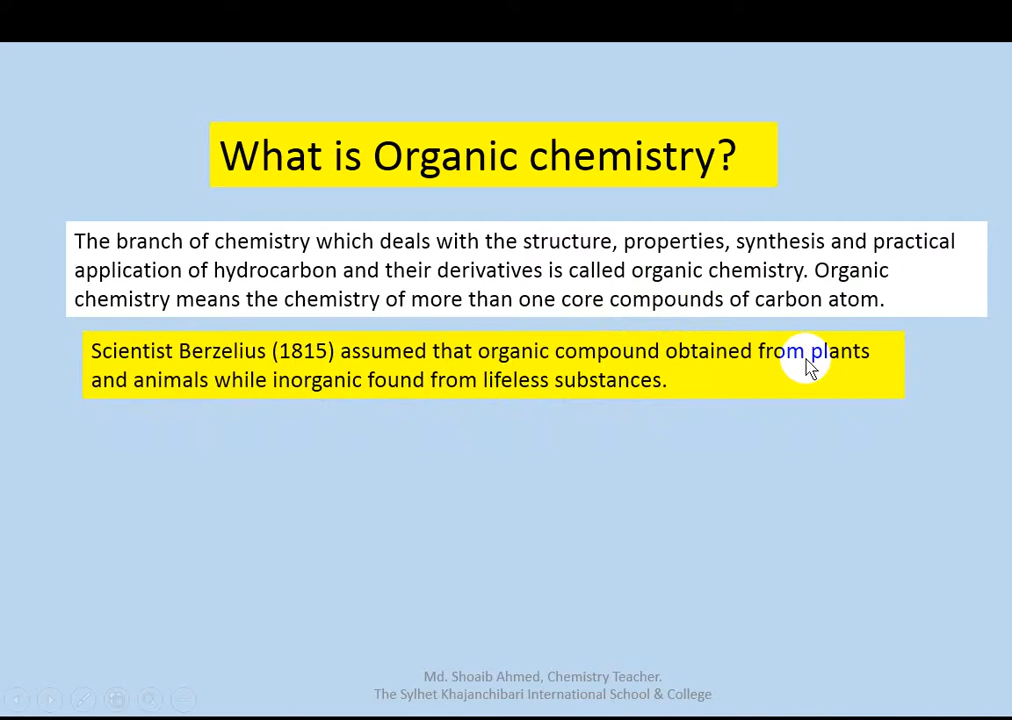 What is Organic chemistry?
The branch of chemistry which deals with the structure, properties, synthesis and practical
application of hydrocarbon and their derivatives is called organic chemistry. Organic
chemistry means the chemistry of more than one core compounds of carbon atom.
Scientist Berzelius (1815) assumed that organic compound obtained from plants
and animals while inorganic found from lifeless substances.
Md. Shoaib Ahmed, Chemistry Teacher.
The Sylhet Khajanchibari International School & College